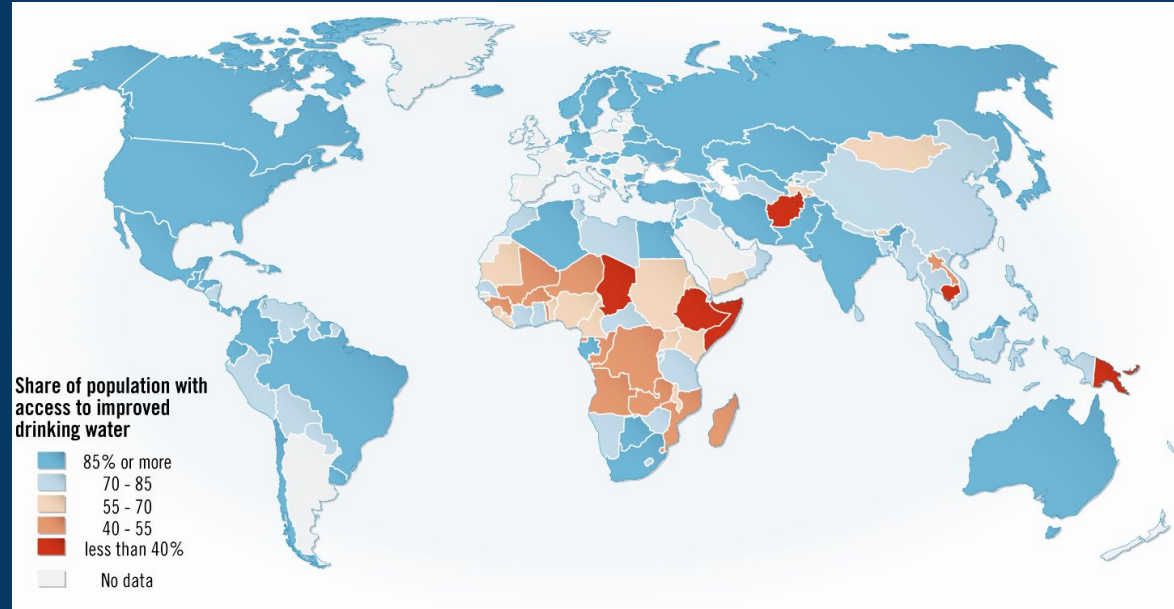 Share of population with
access to improved
drinking water
85% or more
70 - 85
55 - 70
40 - 55
less than 40%
No data